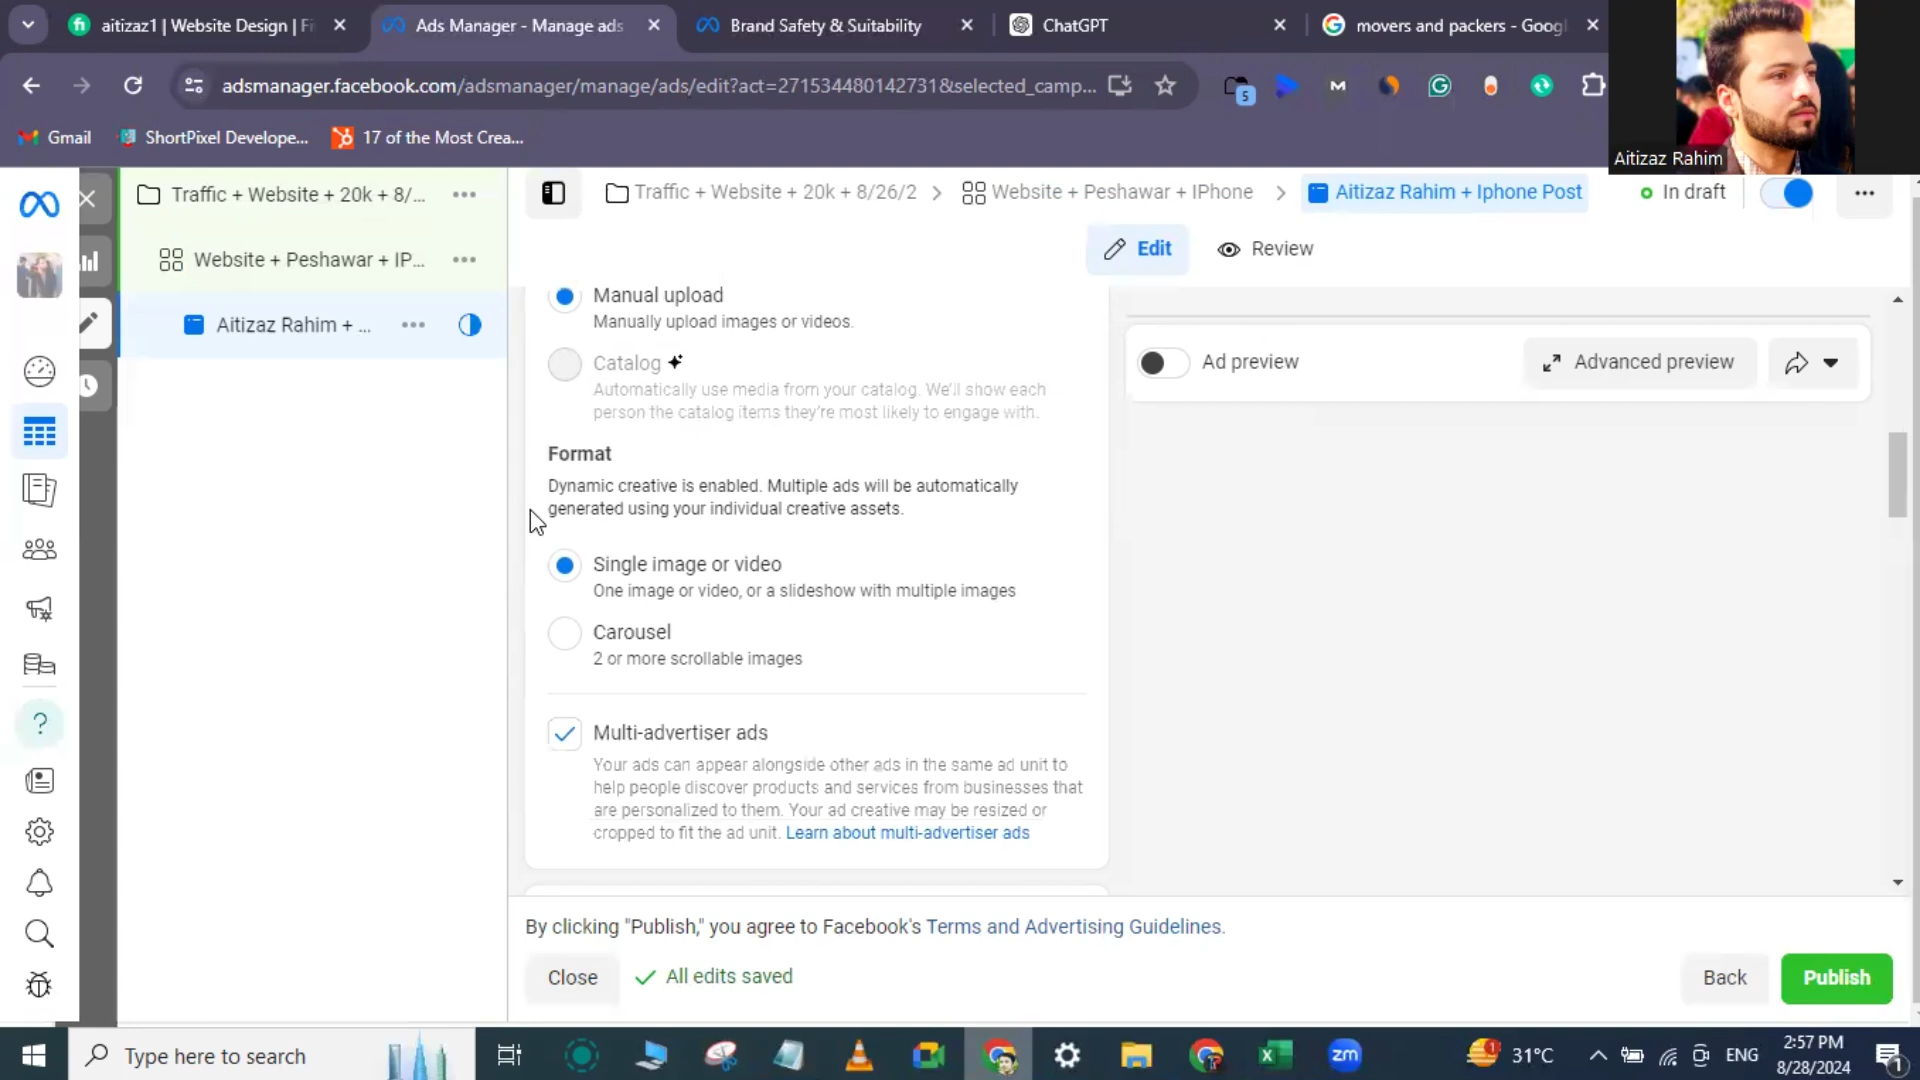 aitizaz1 | Website Design | Fi
Ads Manager - Manage ads
Brand Safety & Suitability
ChatGPT
movers and packers - Googl
adsmanager.facebook.com/adsmanager/manage/ads/edit?act=271534480142731&selected_camp...
5
Gmail
ShortPixel Develope...
17 of the Most Crea...
Aitizaz Rahim
Traffic + Website + 20k + 8/...
Website + Peshawar + IP...
Aitizaz Rahim + ...
Traffic + Website + 20k + 8/26/2
Website + Peshawar + IPhone
Aitizaz Rahim + Iphone Post
In draft
Edit
Review
Manual upload
Manually upload images or videos.
Catalog
Automatically use media from your catalog. We'll show each
person the catalog items they're most likely to engage with.
Format
Dynamic creative is enabled. Multiple ads will be automatically
generated using your individual creative assets.
Single image or video
One image or video, or a slideshow with multiple images
Carousel
2 or more scrollable images
Multi-advertiser ads
Your ads can appear alongside other ads in the same ad unit to
help people discover products and services from businesses that
are personalized to them. Your ad creative may be resized or
cropped to fit the ad unit. Learn about multi-advertiser ads
Ad preview
Advanced preview
By clicking "Publish," you agree to Facebook's Terms and Advertising Guidelines.
Close
All edits saved
Back
Publish
Type here to search
zm
1
31°C
ENG
2:57 PM
8/28/2024
1